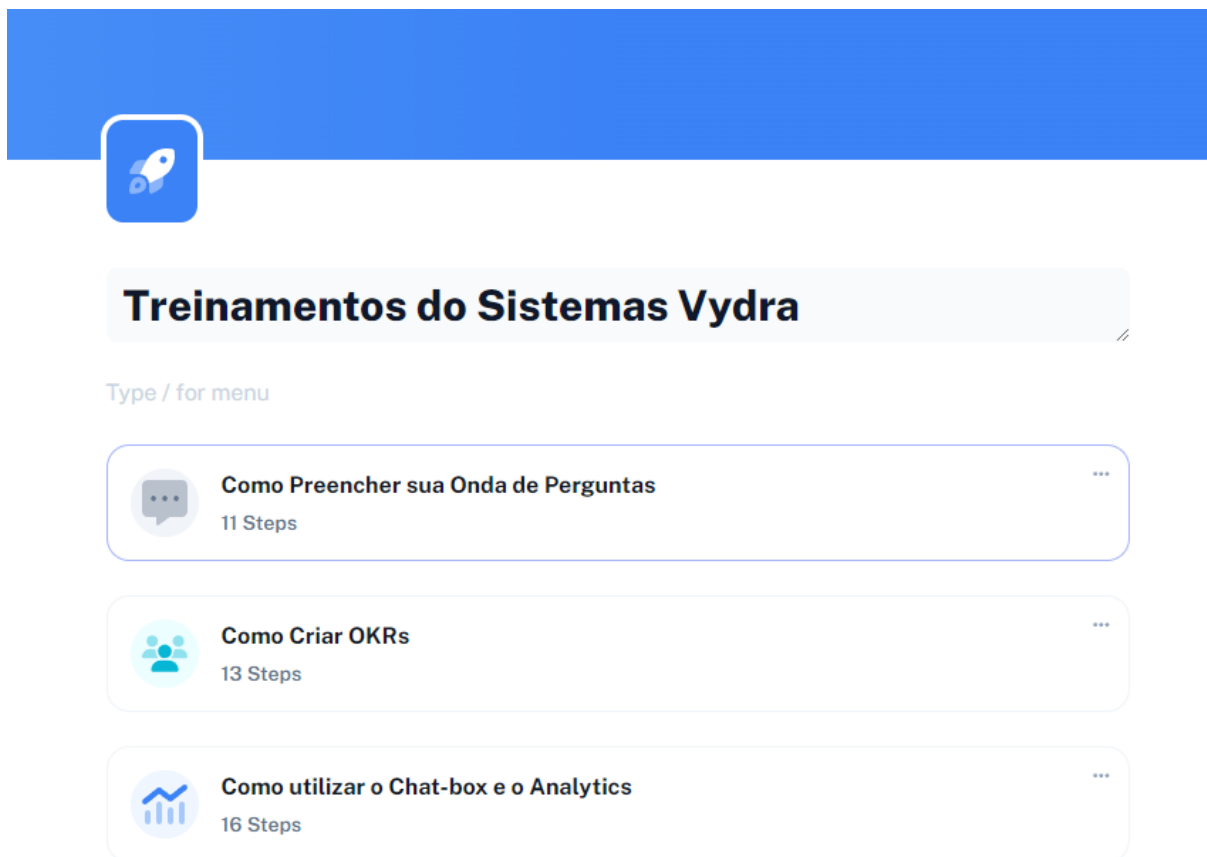 Treinamentos do Sistemas Vydra
Type / for menu
Como Preencher sua Onda de Perguntas
11 Steps
Como Criar OKRs
13 Steps
Como utilizar o Chat-box e o Analytics
16 Steps